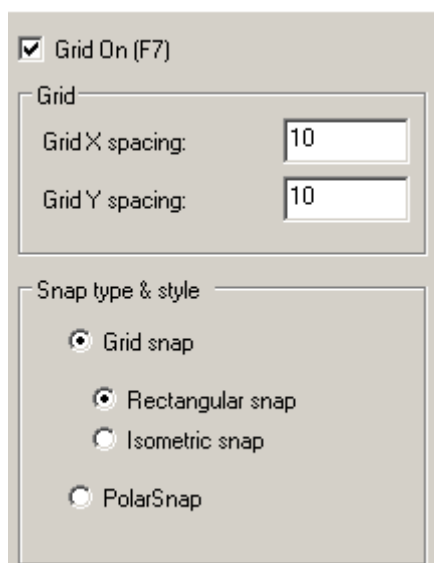 Grid On (F7)
Grid
Grid X spacing: 10
Grid Y spacing: 10
Snap type & style
Grid snap
Rectangular snap
Isometric snap
PolarSnap